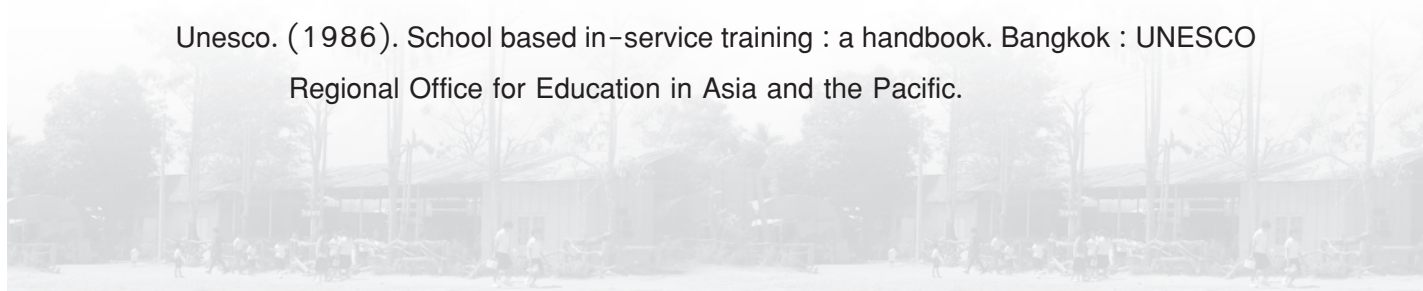 Unesco. (1986). School based in-service training : a handbook. Bangkok : UNESCO
Regional Office for Education in Asia and the Pacific.